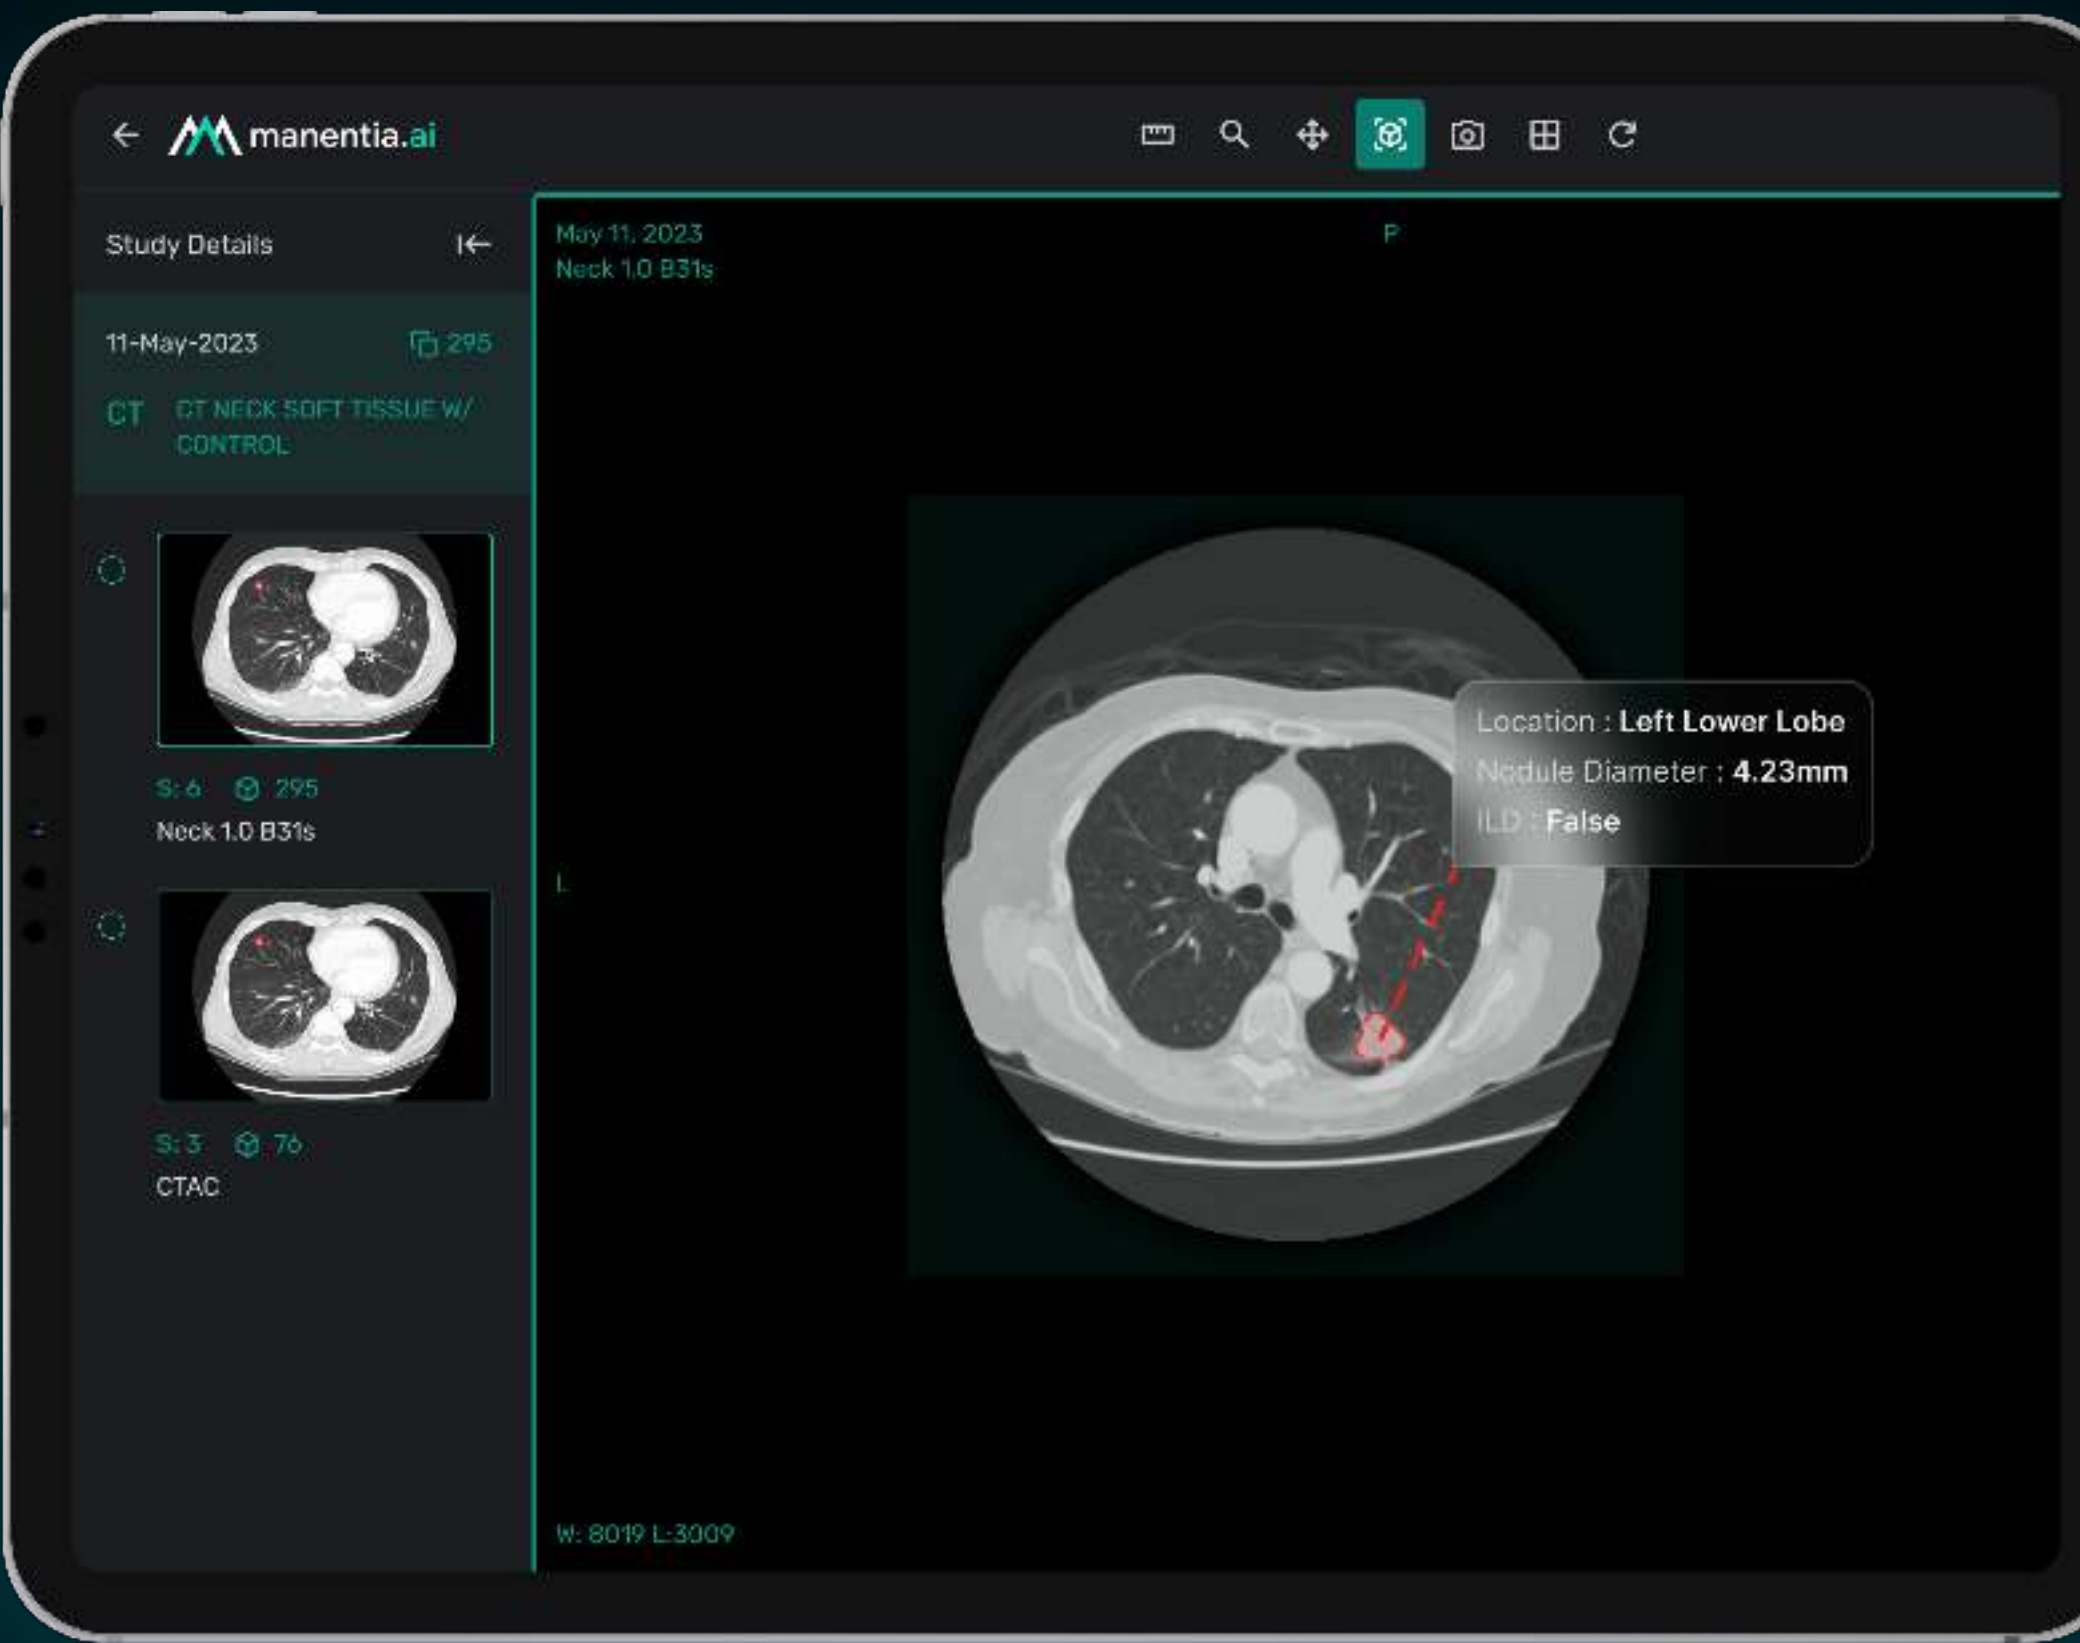 manentia.ai
Study Details
11-May-2023
295
CT
CT NECK SOFT TISSUE W/
CONTROL
S: 6 295
Neck 1.0 B31s
S: 3 76
CTAC
May 11, 2023
Neck 1.0 B31s
P
L
Location : Left Lower Lobe
Nodule Diameter : 4.23mm
ILD : False
W: 8019 L:3009